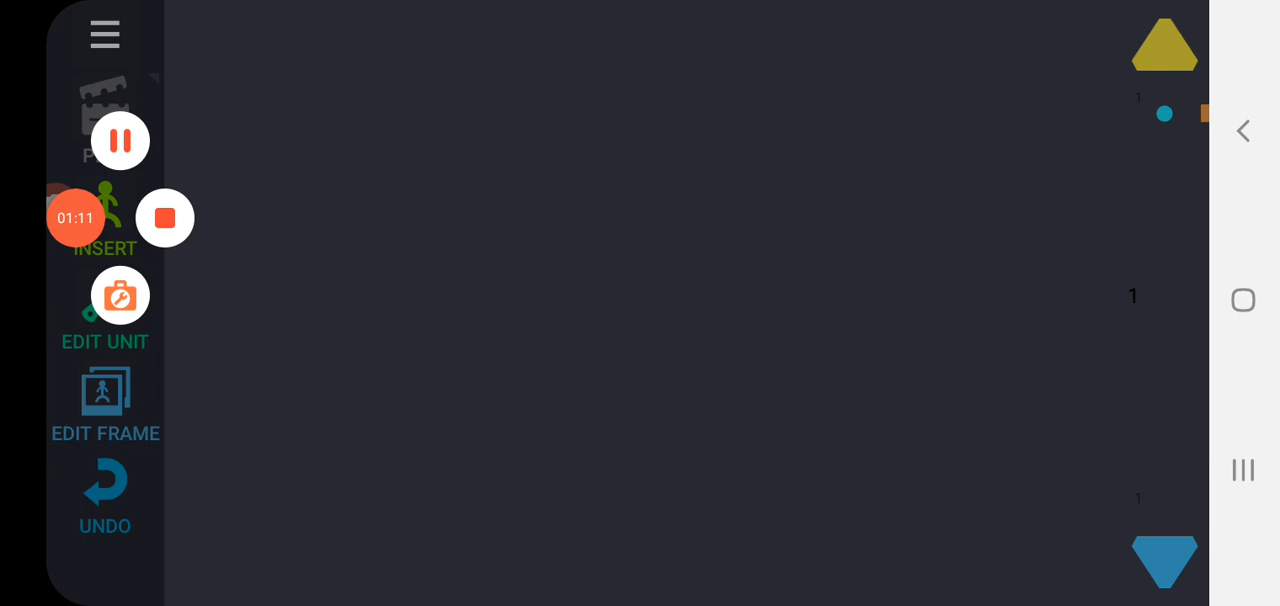 1
01:11
INSERT
1
EDIT UNIT
EDIT FRAME
1
UNDO